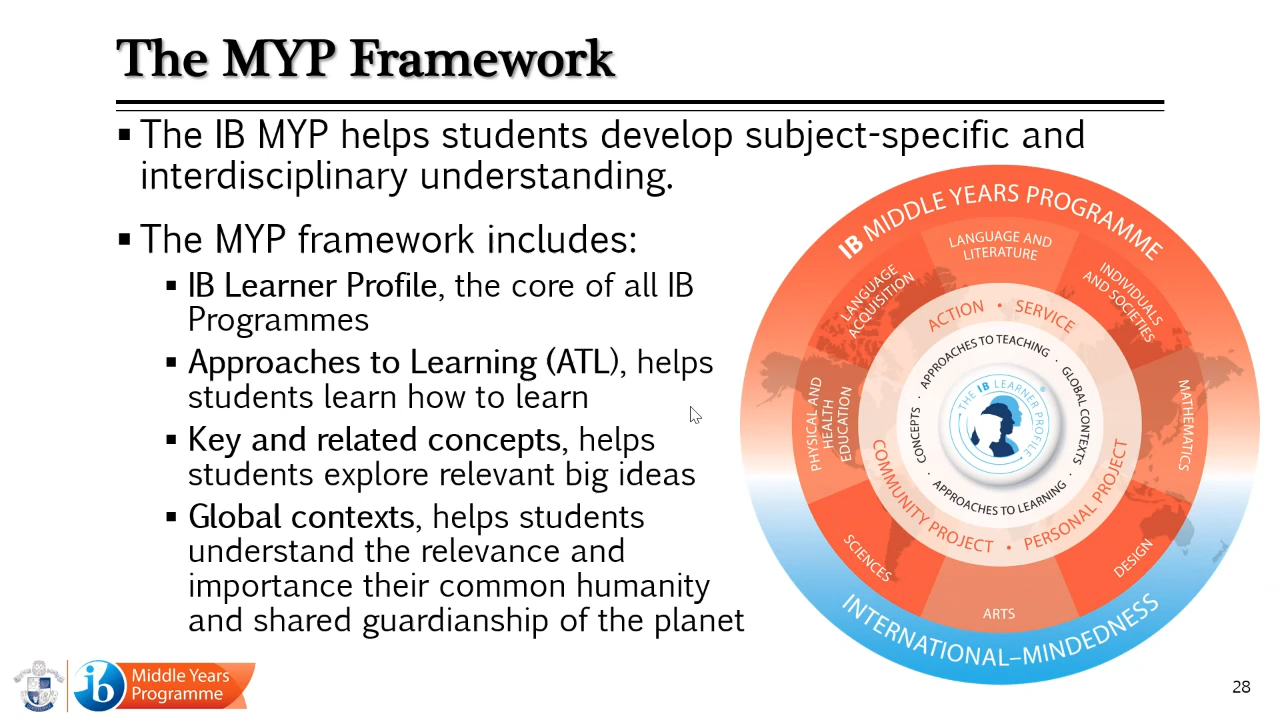 The MYP Framework
▪ The IB MYP helps students develop subject-specific and
interdisciplinary understanding.
▪ The MYP framework includes:
▪ IB Learner Profile, the core of all IB
Programmes
▪ Approaches to Learning (ATL), helps
students learn how to learn
▪ Key and related concepts, helps
students explore relevant big ideas
▪ Global contexts, helps students
understand the relevance and
importance their common humanity
and shared guardianship of the planet
IB MIDDLE YEARS PROGRAMME
LANGUAGE AND
LITERATURE
LANGUAGE
ACQUISITION
INDIVIDUALS
AND SOCIETIES
PHYSICAL AND
HEALTH
EDUCATION
MATHEMATICS
SCIENCES
DESIGN
ARTS
ACTION • SERVICE
COMMUNITY PROJECT • PERSONAL PROJECT
APPROACHES TO TEACHING · GLOBAL CONTEXTS · APPROACHES TO LEARNING · CONCEPTS ·
· THE IB LEARNER PROFILE ·
®
INTERNATIONAL–MINDEDNESS
ib
Middle Years
Programme
28